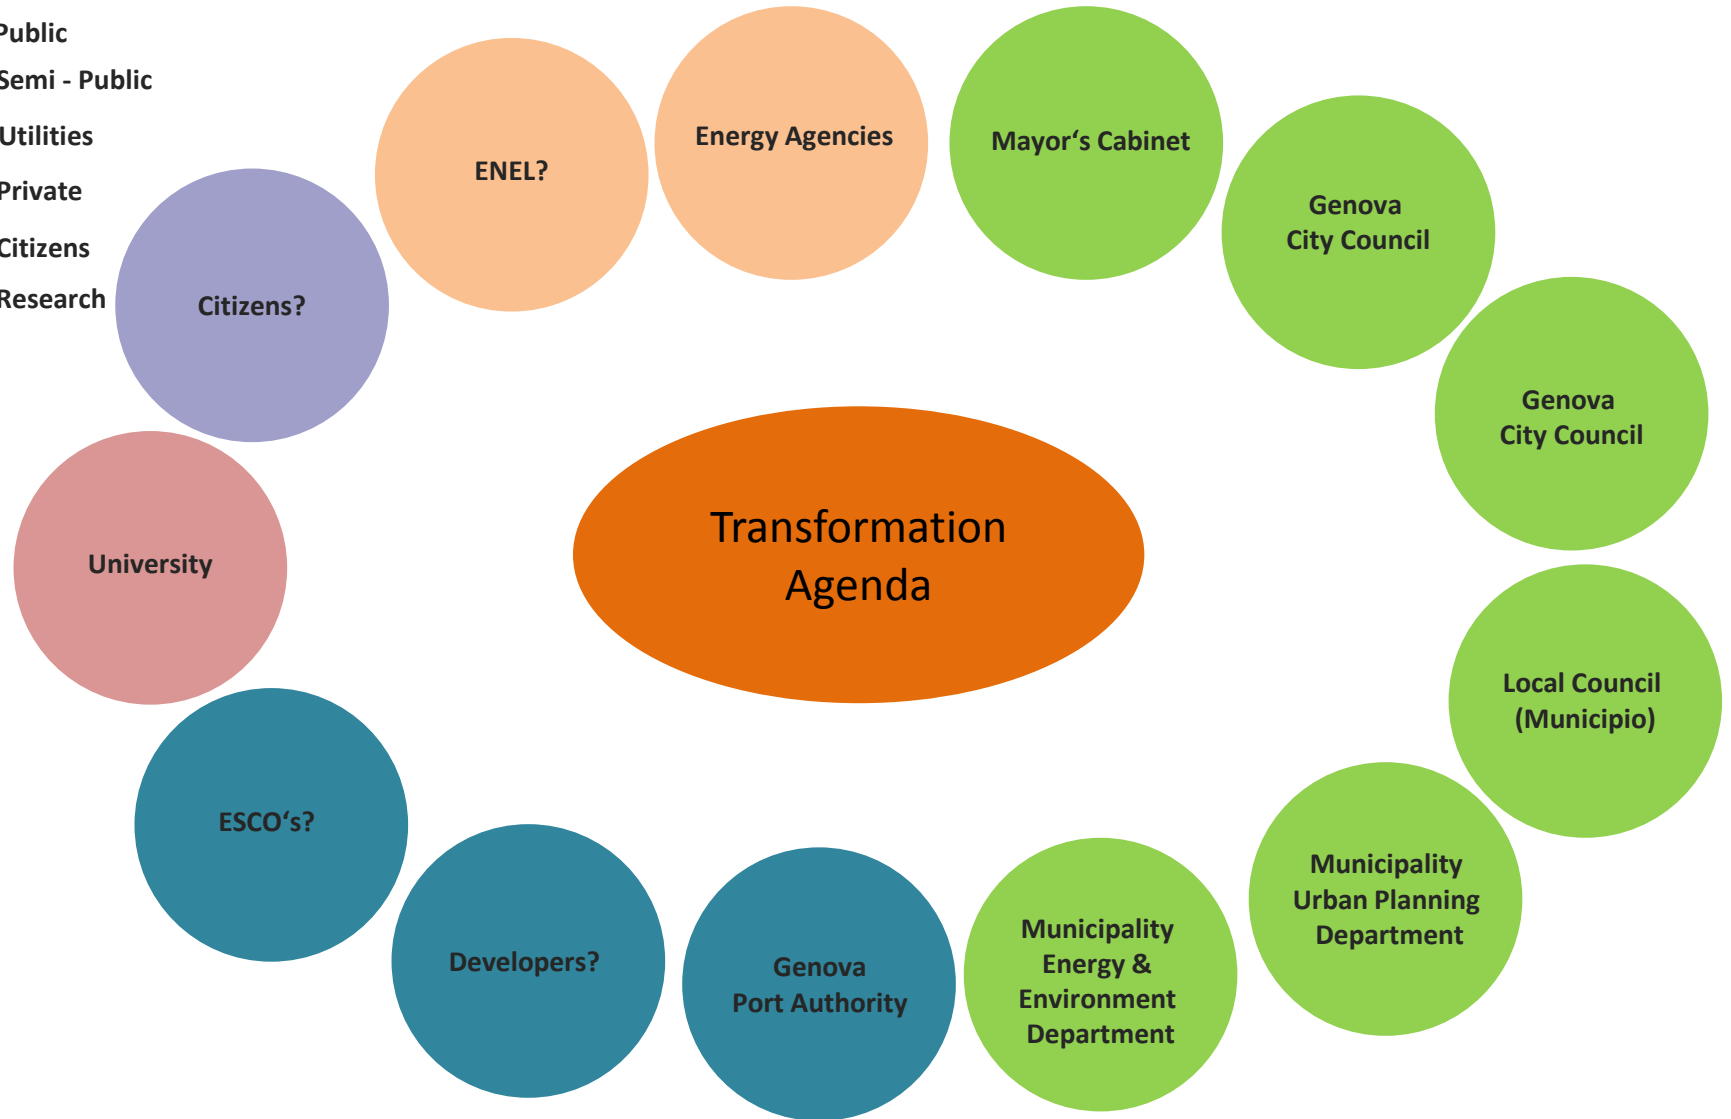 Public
Semi - Public
Utilities
Private
Citizens
Research
ENEL?
Energy Agencies
Mayor‘s Cabinet
Genova
City Council
Genova
City Council
Local Council
(Municipio)
Municipality
Urban Planning
Department
Municipality
Energy &
Environment
Department
Genova
Port Authority
Developers?
ESCO‘s?
University
Citizens?
Transformation
Agenda